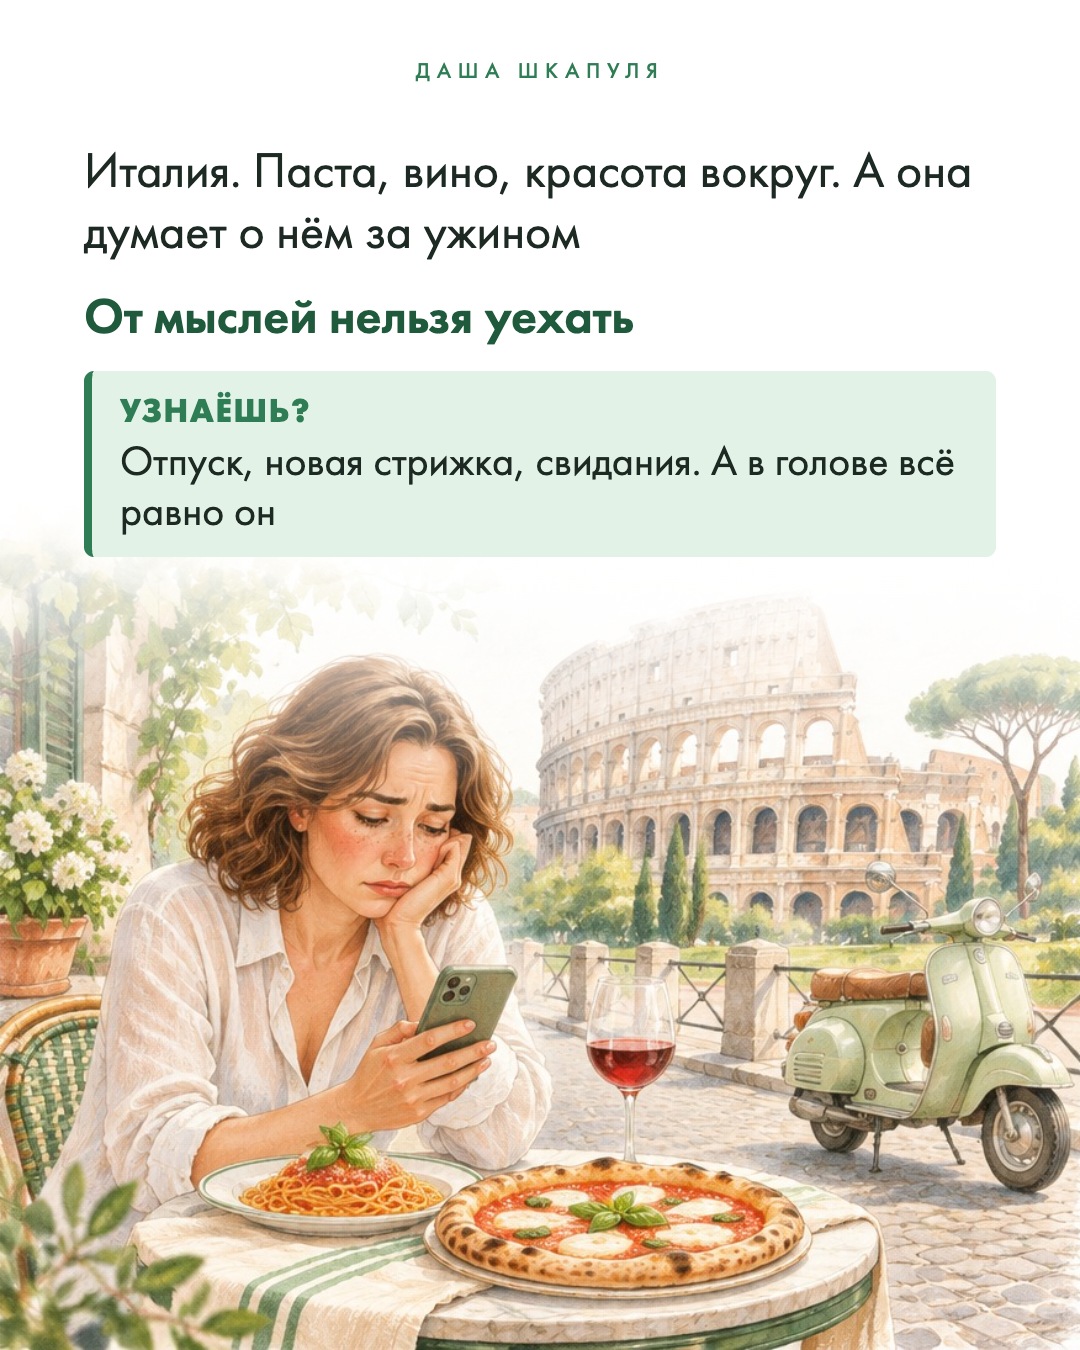 ДАША ШКАПУЛЯ
Италия. Паста, вино, красота вокруг. А она
думает о нём за ужином
От мыслей нельзя уехать
УЗНАЁШЬ?
Отпуск, новая стрижка, свидания. А в голове всё
равно он